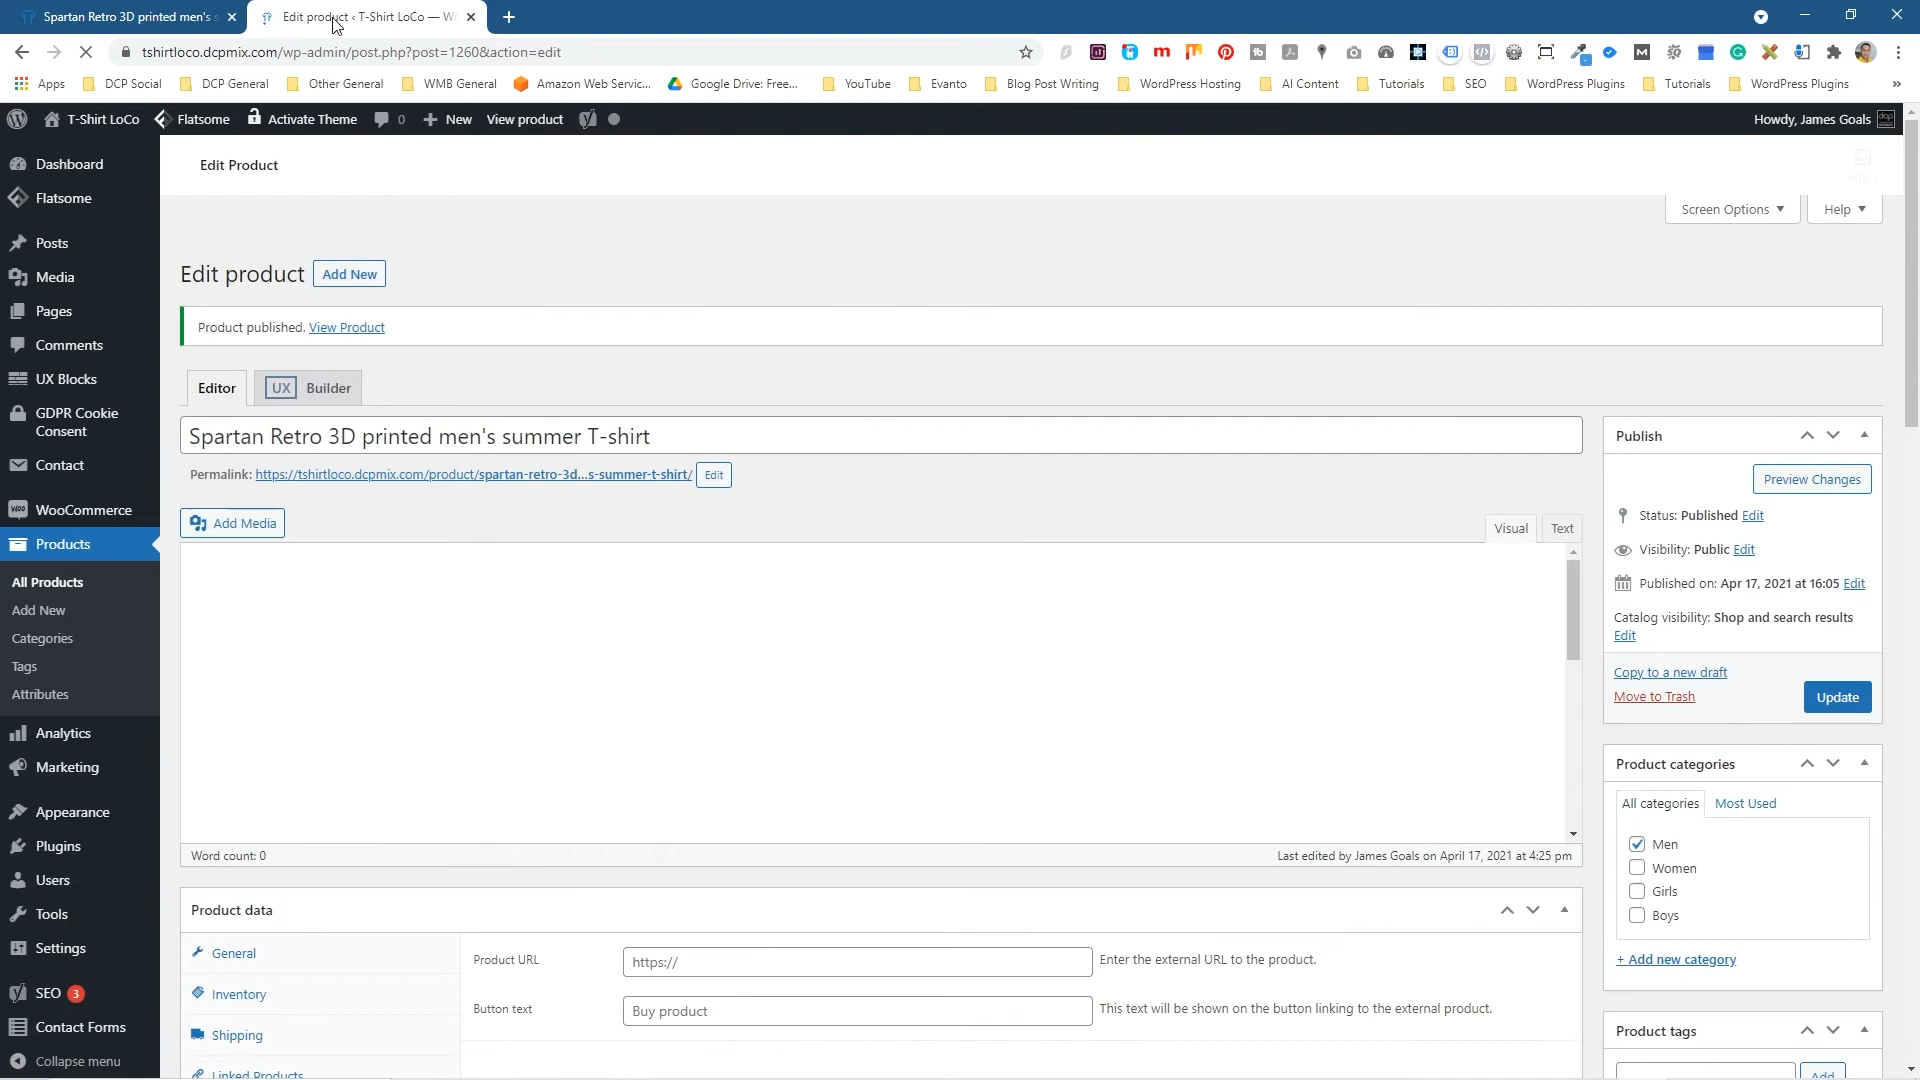 Spartan Retro 3D printed men's s
Edit product ‹ T-Shirt LoCo — W
tshirtloco.dcpmix.com/wp-admin/post.php?post=1260&action=edit
Apps
DCP Social
DCP General
Other General
WMB General
Amazon Web Servic...
Google Drive: Free...
YouTube
Evanto
Blog Post Writing
WordPress Hosting
AI Content
Tutorials
SEO
WordPress Plugins
Tutorials
WordPress Plugins
»
T-Shirt LoCo
Flatsome
Activate Theme
0
New
View product
Howdy, James Goals
Dashboard
Flatsome
Posts
Media
Pages
Comments
UX Blocks
GDPR Cookie
Consent
Contact
WooCommerce
Products
All Products
Add New
Categories
Tags
Attributes
Analytics
Marketing
Appearance
Plugins
Users
Tools
Settings
SEO 3
Contact Forms
Collapse menu
Edit Product
Screen Options
Help
Edit product
Add New
Product published. View Product
Editor
UX Builder
Spartan Retro 3D printed men's summer T-shirt
Permalink: https://tshirtloco.dcpmix.com/product/spartan-retro-3d...s-summer-t-shirt/ Edit
Add Media
Visual
Text
Word count: 0
Last edited by James Goals on April 17, 2021 at 4:25 pm
Product data
General
Inventory
Shipping
Linked Products
Product URL
https://
Enter the external URL to the product.
Button text
Buy product
This text will be shown on the button linking to the external product.
Publish
Preview Changes
Status: Published Edit
Visibility: Public Edit
Published on: Apr 17, 2021 at 16:05 Edit
Catalog visibility: Shop and search results
Edit
Copy to a new draft
Move to Trash
Update
Product categories
All categories
Most Used
Men
Women
Girls
Boys
+ Add new category
Product tags
Add